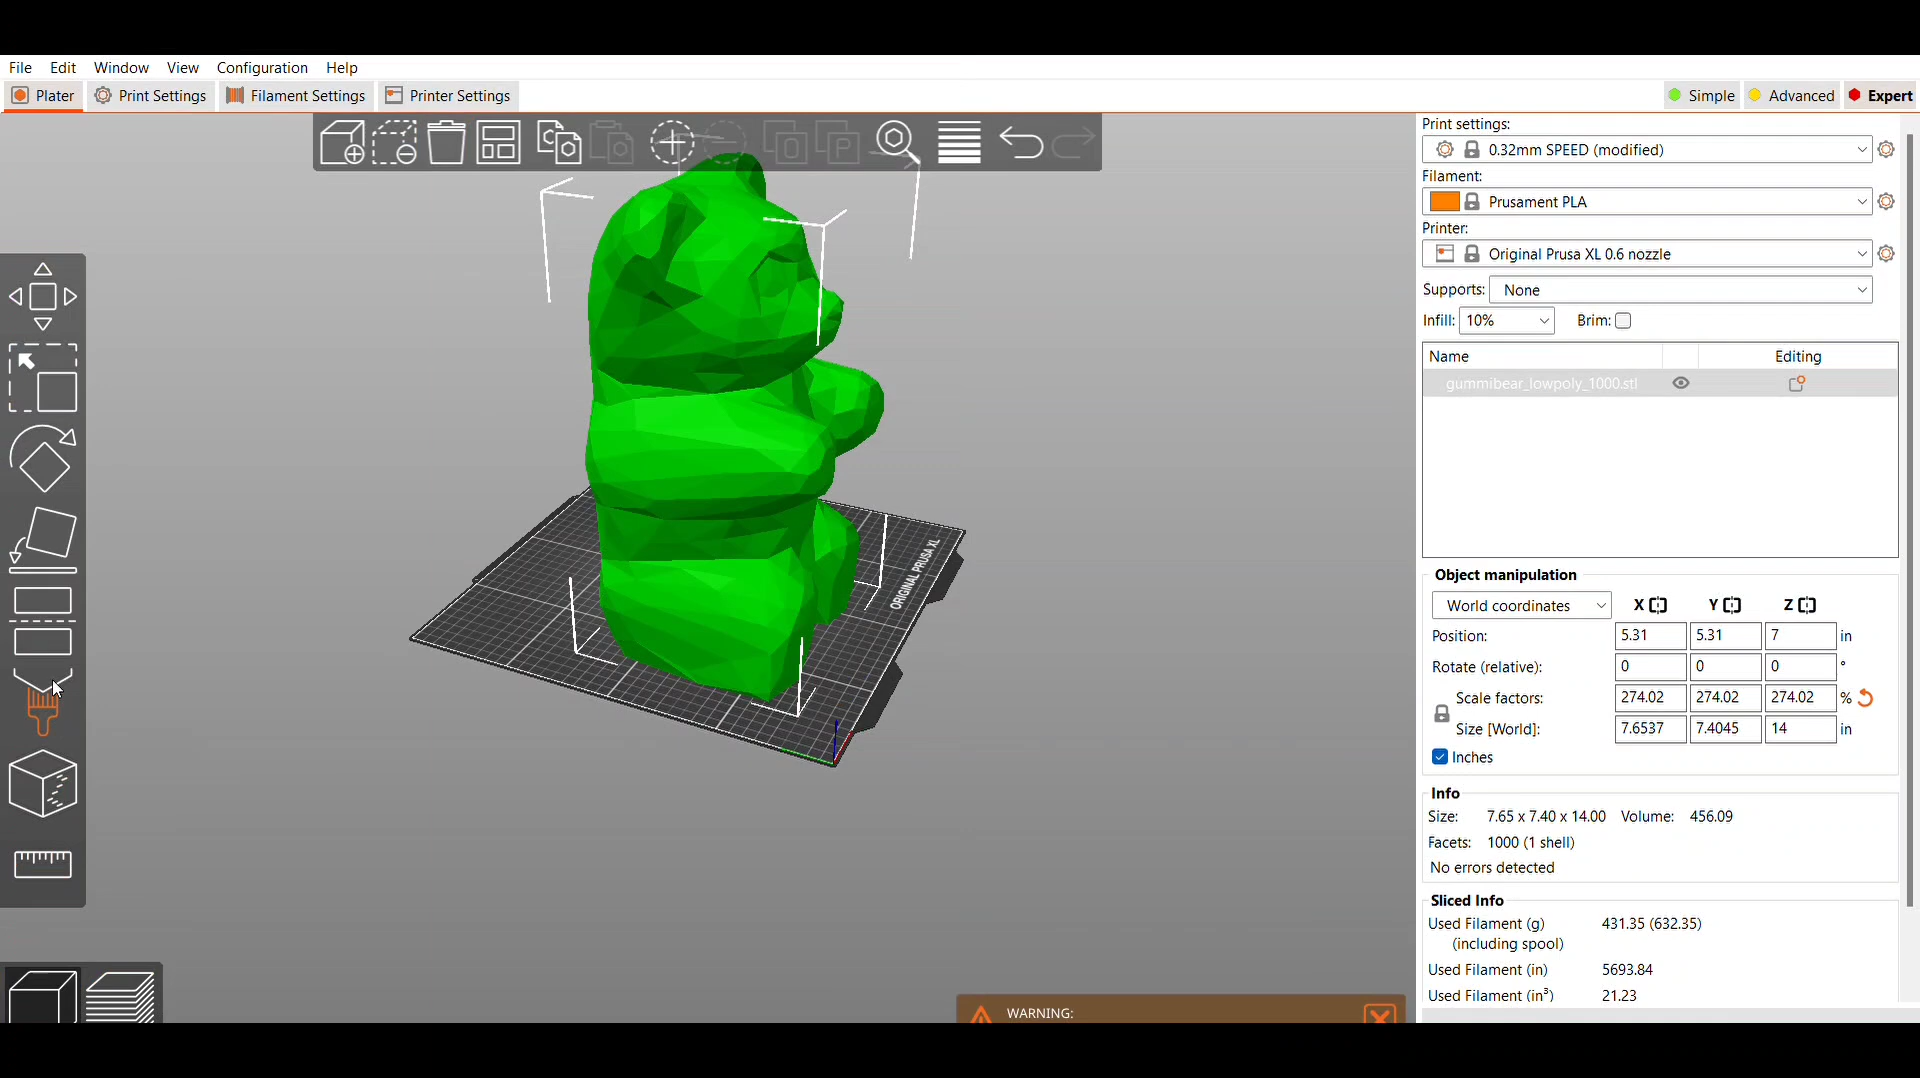 File Edit Window View Configuration Help
Plater Print Settings Filament Settings Printer Settings Simple Advanced Expert
Print settings:
0.32mm SPEED (modified)
Filament:
Prusament PLA
Printer:
Original Prusa XL 0.6 nozzle
Supports: None
Infill: 10% Brim:
Name Editing
gummibear_lowpoly_1000.stl
ORIGINAL PRUSA XL
Object manipulation
World coordinates X Y Z
Position: 5.31 5.31 7 in
Rotate (relative): 0 0 0 °
Scale factors: 274.02 274.02 274.02 %
Size [World]: 7.6537 7.4045 14 in
Inches
Info
Size: 7.65 x 7.40 x 14.00 Volume: 456.09
Facets: 1000 (1 shell)
No errors detected
Sliced Info
Used Filament (g) 431.35 (632.35)
(including spool)
Used Filament (in) 5693.84
Used Filament (in³) 21.23
WARNING: